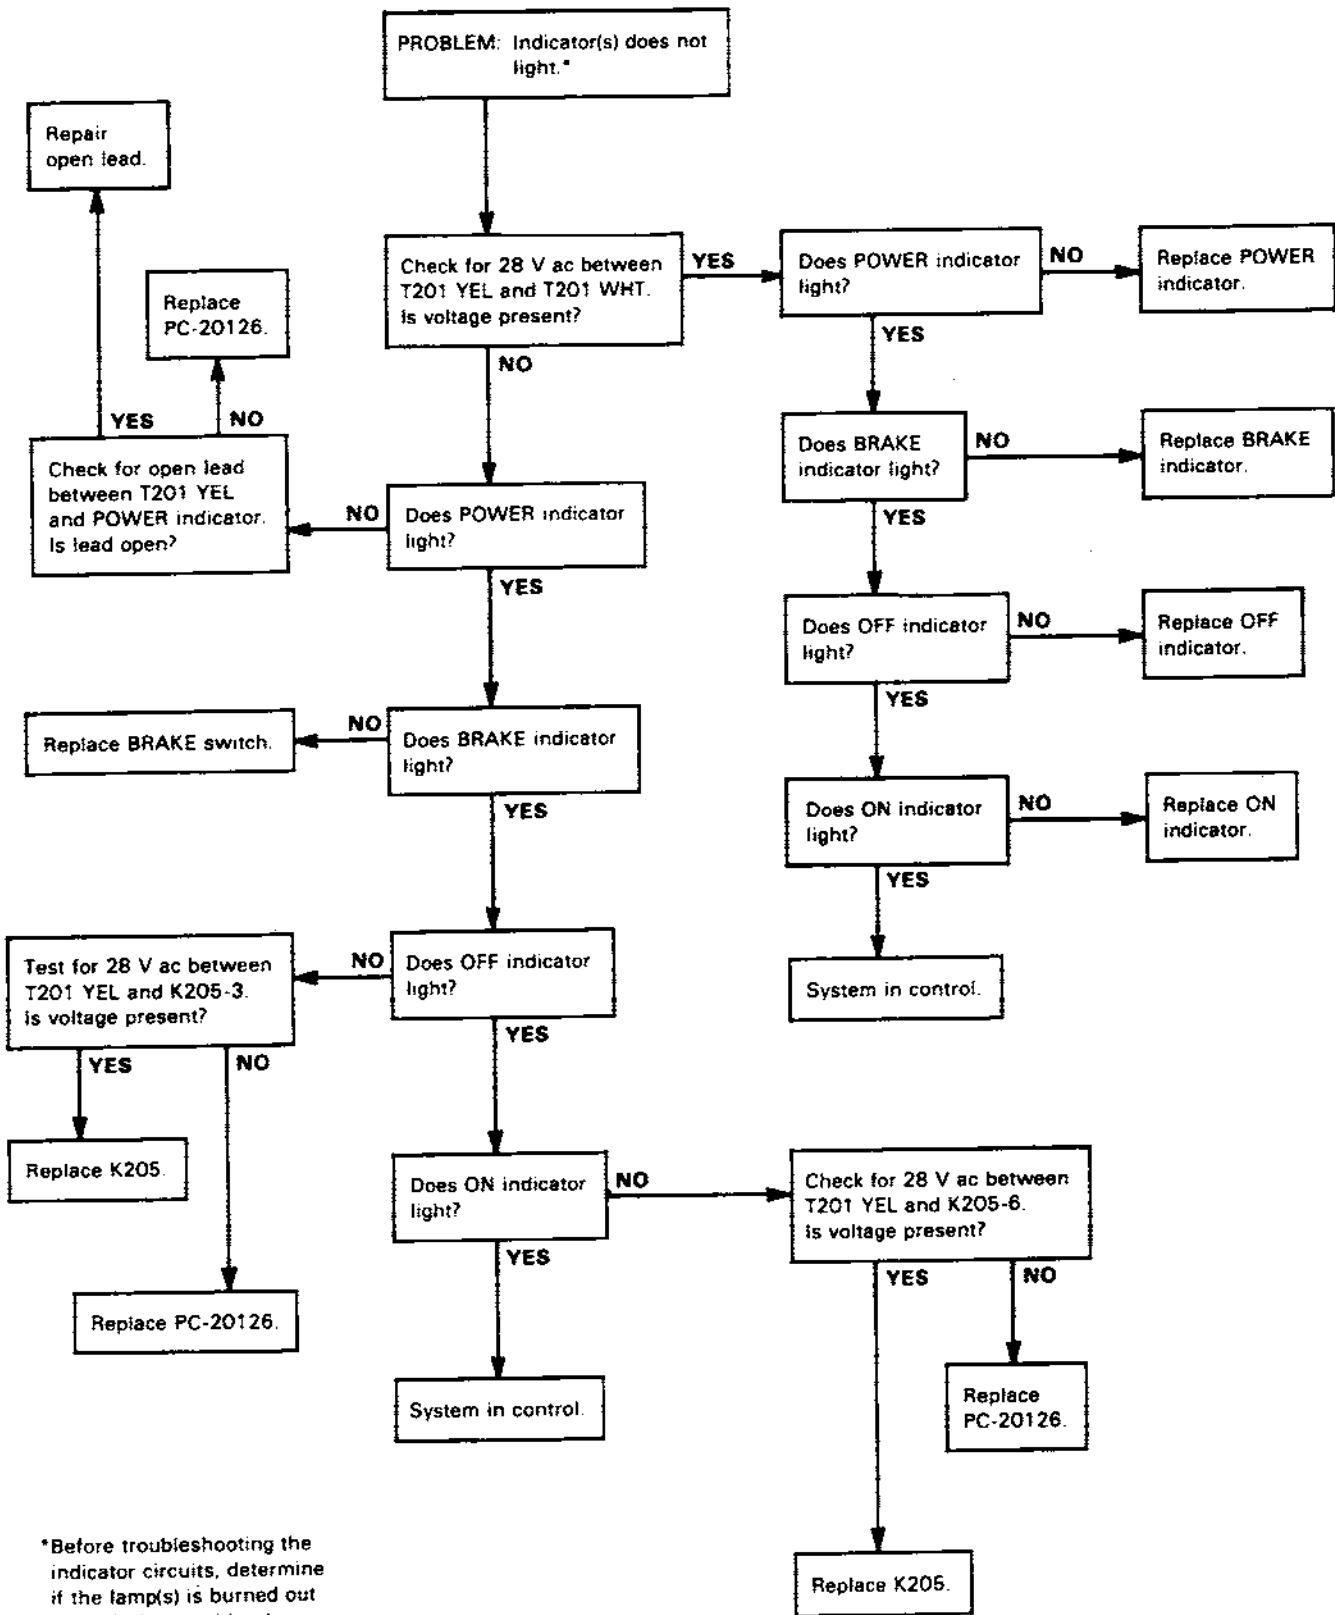 PROBLEM: Indicator(s) does not
light.*
Repair
open lead.
Check for 28 V ac between
T201 YEL and T201 WHT.
Is voltage present?
YES
Does POWER indicator
light?
NO
Replace POWER
indicator.
Replace
PC-20126.
NO
YES
YES
NO
Check for open lead
between T201 YEL
and POWER indicator.
Is lead open?
NO
Does POWER indicator
light?
Does BRAKE
indicator light?
NO
Replace BRAKE
indicator.
YES
YES
Does OFF indicator
light?
NO
Replace OFF
indicator.
Replace BRAKE switch.
NO
Does BRAKE indicator
light?
YES
YES
Does ON indicator
light?
NO
Replace ON
indicator.
YES
Test for 28 V ac between
T201 YEL and K205-3.
Is voltage present?
NO
Does OFF indicator
light?
System in control.
YES
NO
YES
Replace K205.
Does ON indicator
light?
NO
Check for 28 V ac between
T201 YEL and K205-6.
Is voltage present?
YES
YES
NO
Replace PC-20126.
System in control.
Replace
PC-20126.
Replace K205.
*Before troubleshooting the
indicator circuits, determine
if the lamp(s) is burned out